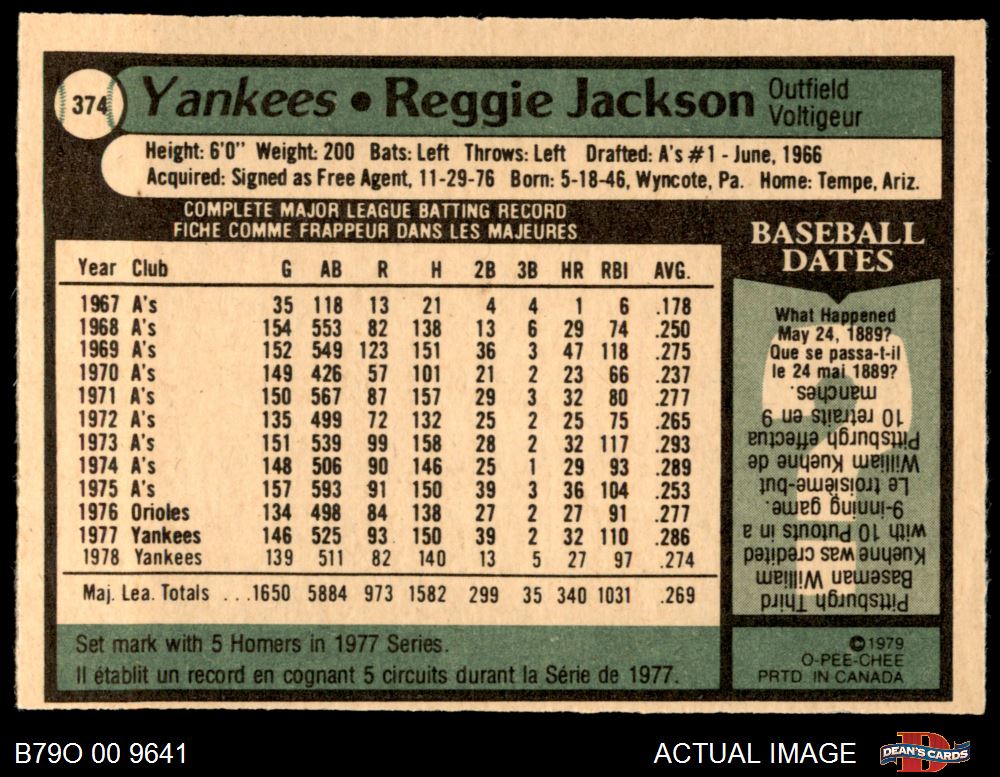 374 Yankees • Reggie Jackson Outfield
Voltigeur
Height: 6'0" Weight: 200 Bats: Left Throws: Left Drafted: A's #1 - June, 1966
Acquired: Signed as Free Agent, 11-29-76 Born: 5-18-46, Wyncote, Pa. Home: Tempe, Ariz.
COMPLETE MAJOR LEAGUE BATTING RECORD
FICHE COMME FRAPPEUR DANS LES MAJEURES
Year Club G AB R H 2B 3B HR RBI AVG.
1967 A's 35 118 13 21 4 4 1 6 .178
1968 A's 154 553 82 138 13 6 29 74 .250
1969 A's 152 549 123 151 36 3 47 118 .275
1970 A's 149 426 57 101 21 2 23 66 .237
1971 A's 150 567 87 157 29 3 32 80 .277
1972 A's 135 499 72 132 25 2 25 75 .265
1973 A's 151 539 99 158 28 2 32 117 .293
1974 A's 148 506 90 146 25 1 29 93 .289
1975 A's 157 593 91 150 39 3 36 104 .253
1976 Orioles 134 498 84 138 27 2 27 91 .277
1977 Yankees 146 525 93 150 39 2 32 110 .286
1978 Yankees 139 511 82 140 13 5 27 97 .274
Maj. Lea. Totals ...1650 5884 973 1582 299 35 340 1031 .269
Set mark with 5 Homers in 1977 Series.
Il établit un record en cognant 5 circuits durant la Série de 1977.
BASEBALL
DATES
What Happened
May 24, 1889?
Que se passa-t-il
le 24 mai 1889?
Pittsburgh Third
Baseman William
Kuehne was credited
with 10 Putouts in a
9-inning game.
Le troisième-but
William Kuehne de
Pittsburgh effectua
10 retraits en 9
manches.
©1979
O-PEE-CHEE
PRTD IN CANADA
B79O 00 9641
ACTUAL IMAGE
DEAN'S CARDS